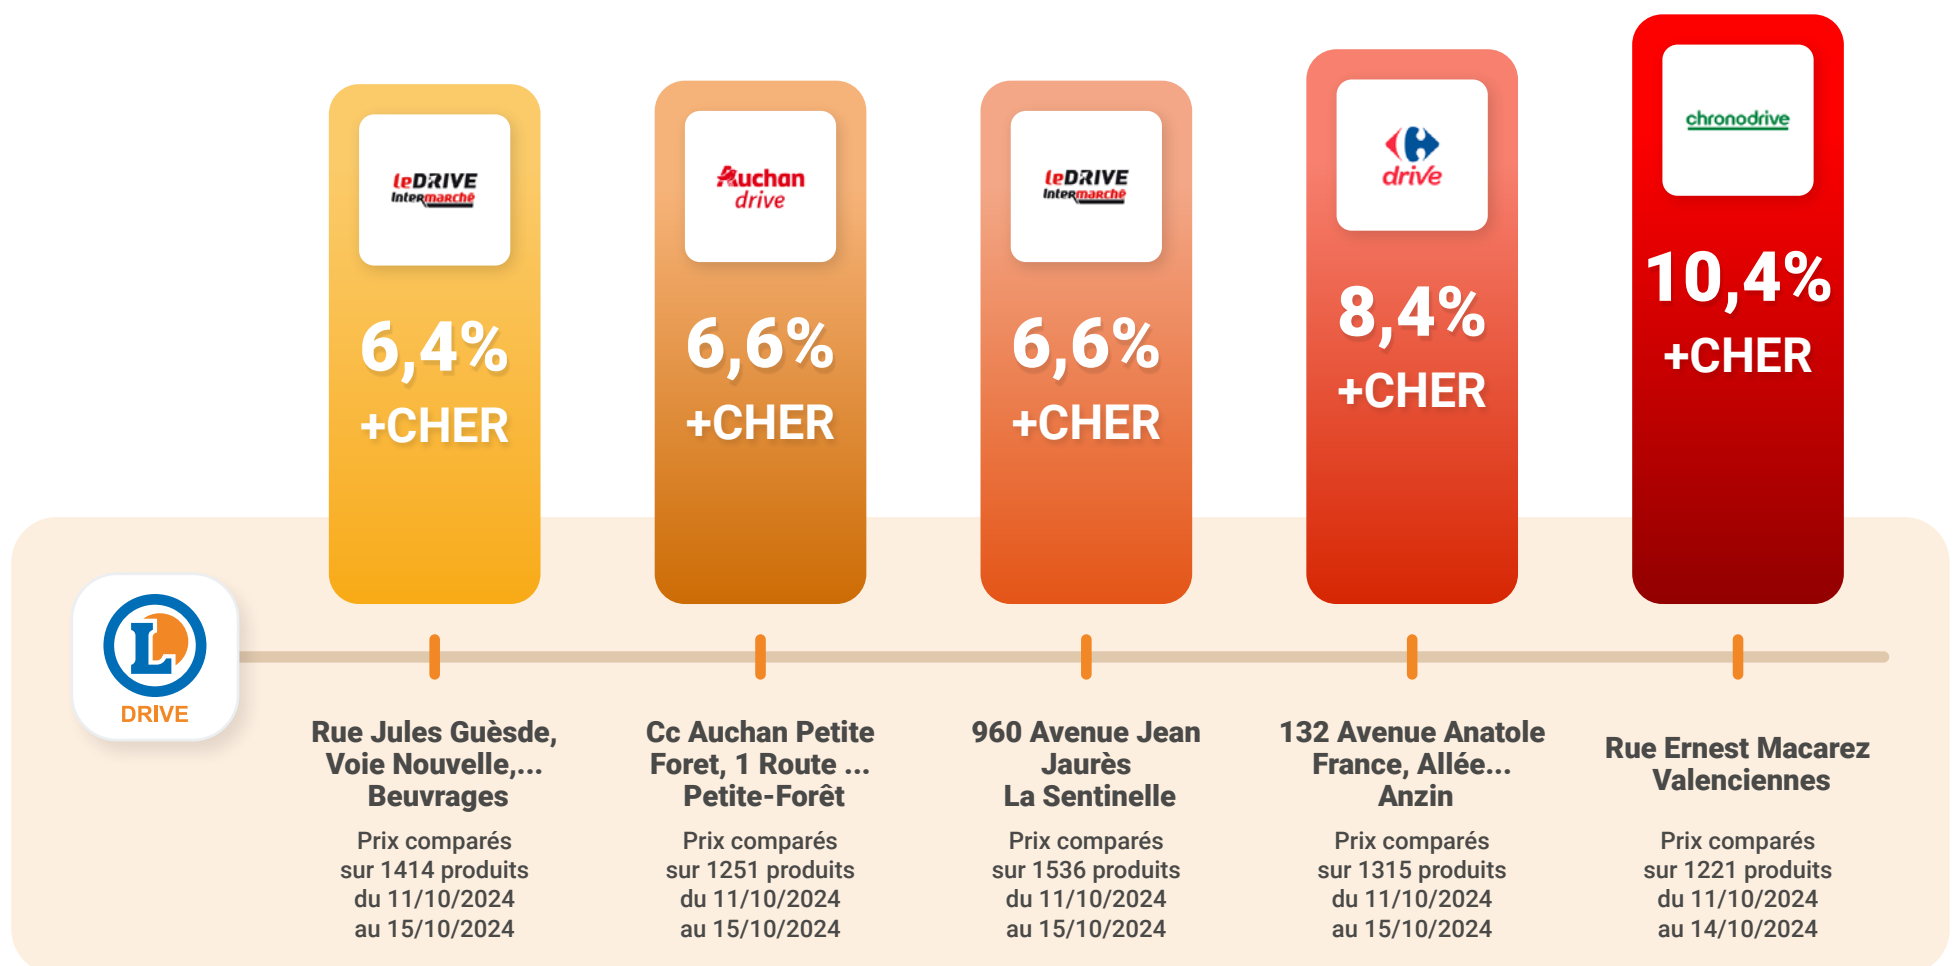 leDRIVE
Intermarché
6,4%
+CHER
Auchan
drive
6,6%
+CHER
leDRIVE
Intermarché
6,6%
+CHER
drive
8,4%
+CHER
chronodrive
10,4%
+CHER
L
DRIVE
Rue Jules Guèsde,
Voie Nouvelle,...
Beuvrages
Prix comparés
sur 1414 produits
du 11/10/2024
au 15/10/2024
Cc Auchan Petite
Foret, 1 Route ...
Petite-Forêt
Prix comparés
sur 1251 produits
du 11/10/2024
au 15/10/2024
960 Avenue Jean
Jaurès
La Sentinelle
Prix comparés
sur 1536 produits
du 11/10/2024
au 15/10/2024
132 Avenue Anatole
France, Allée...
Anzin
Prix comparés
sur 1315 produits
du 11/10/2024
au 15/10/2024
Rue Ernest Macarez
Valenciennes
Prix comparés
sur 1221 produits
du 11/10/2024
au 14/10/2024